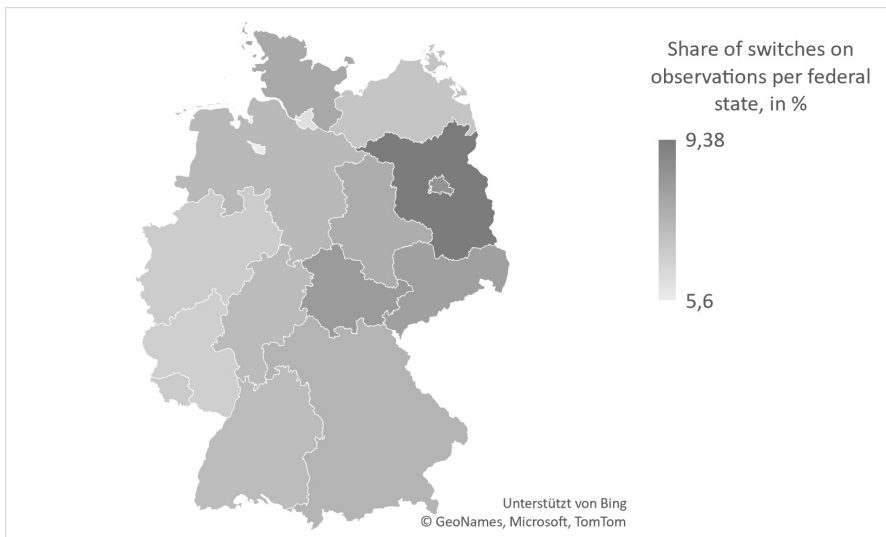 Share of switches on
observations per federal
state, in %
9,38
5,6
Unterstützt von Bing
© GeoNames, Microsoft, TomTom